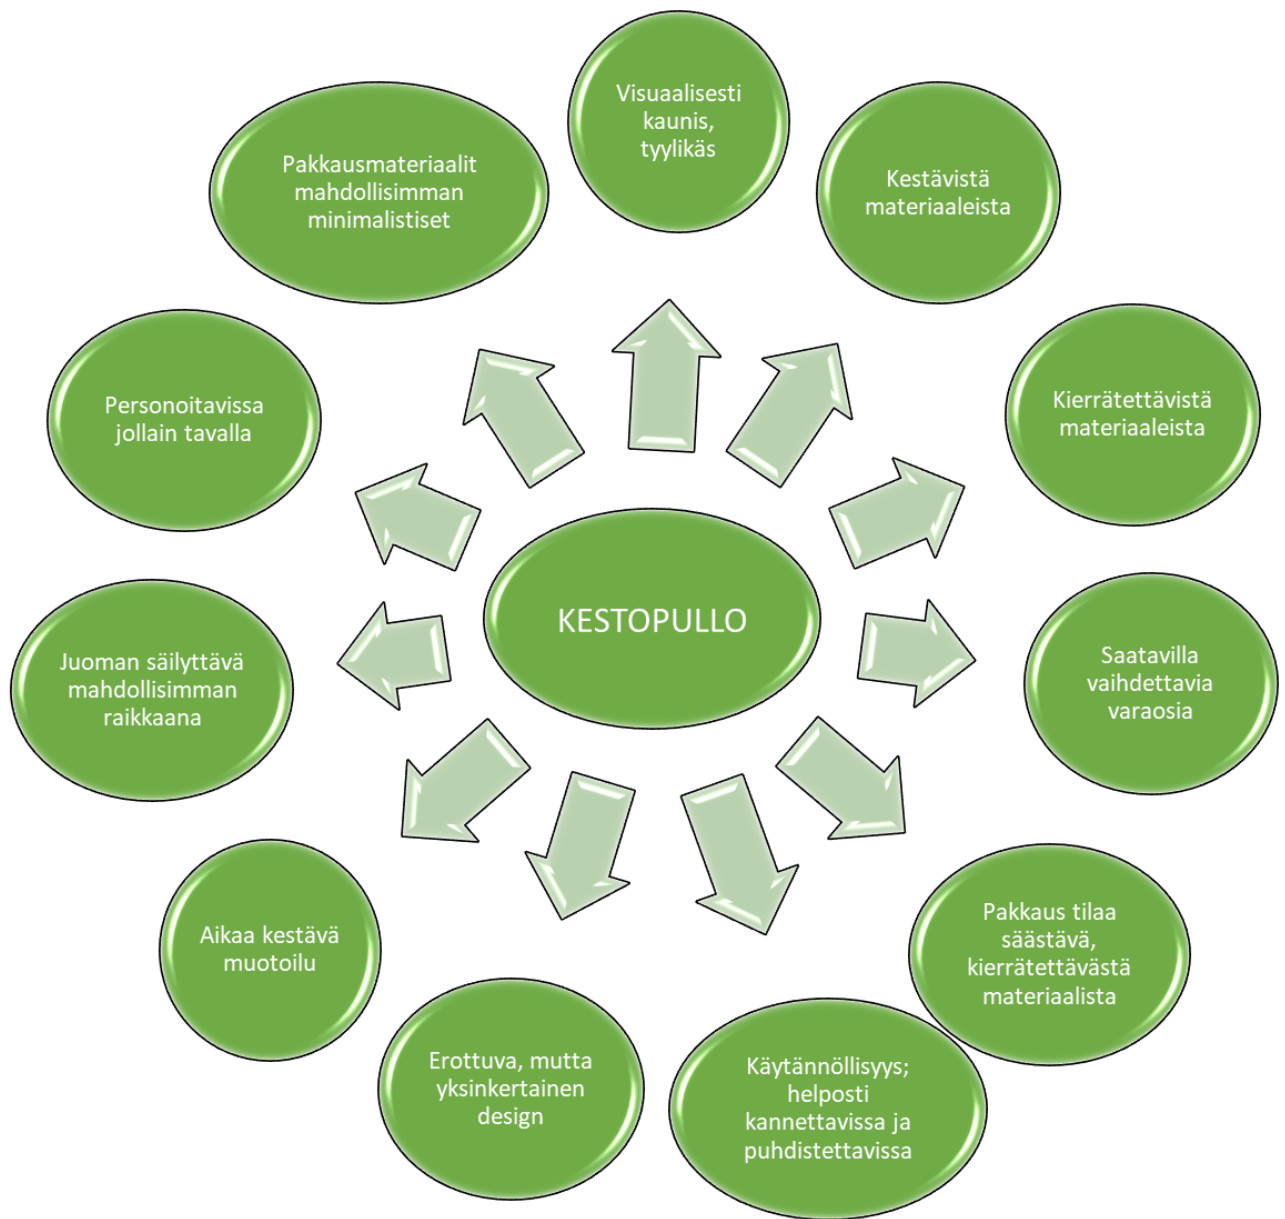 Visuaalisesti
kaunis,
tyylikäs
Kestävistä
materiaaleista
Kierrätettävistä
materiaaleista
Saatavilla
vaihdettavia
varaosia
Pakkaus tilaa
säästävä,
kierrätettävästä
materiaalista
Käytännöllisyys;
helposti
kannettavissa ja
puhdistettavissa
Erottuva, mutta
yksinkertainen
design
Aikaa kestävä
muotoilu
Juoman säilyttävä
mahdollisimman
raikkaana
Personoitavissa
jollain tavalla
Pakkausmateriaalit
mahdollisimman
minimalistiset
KESTOPULLO